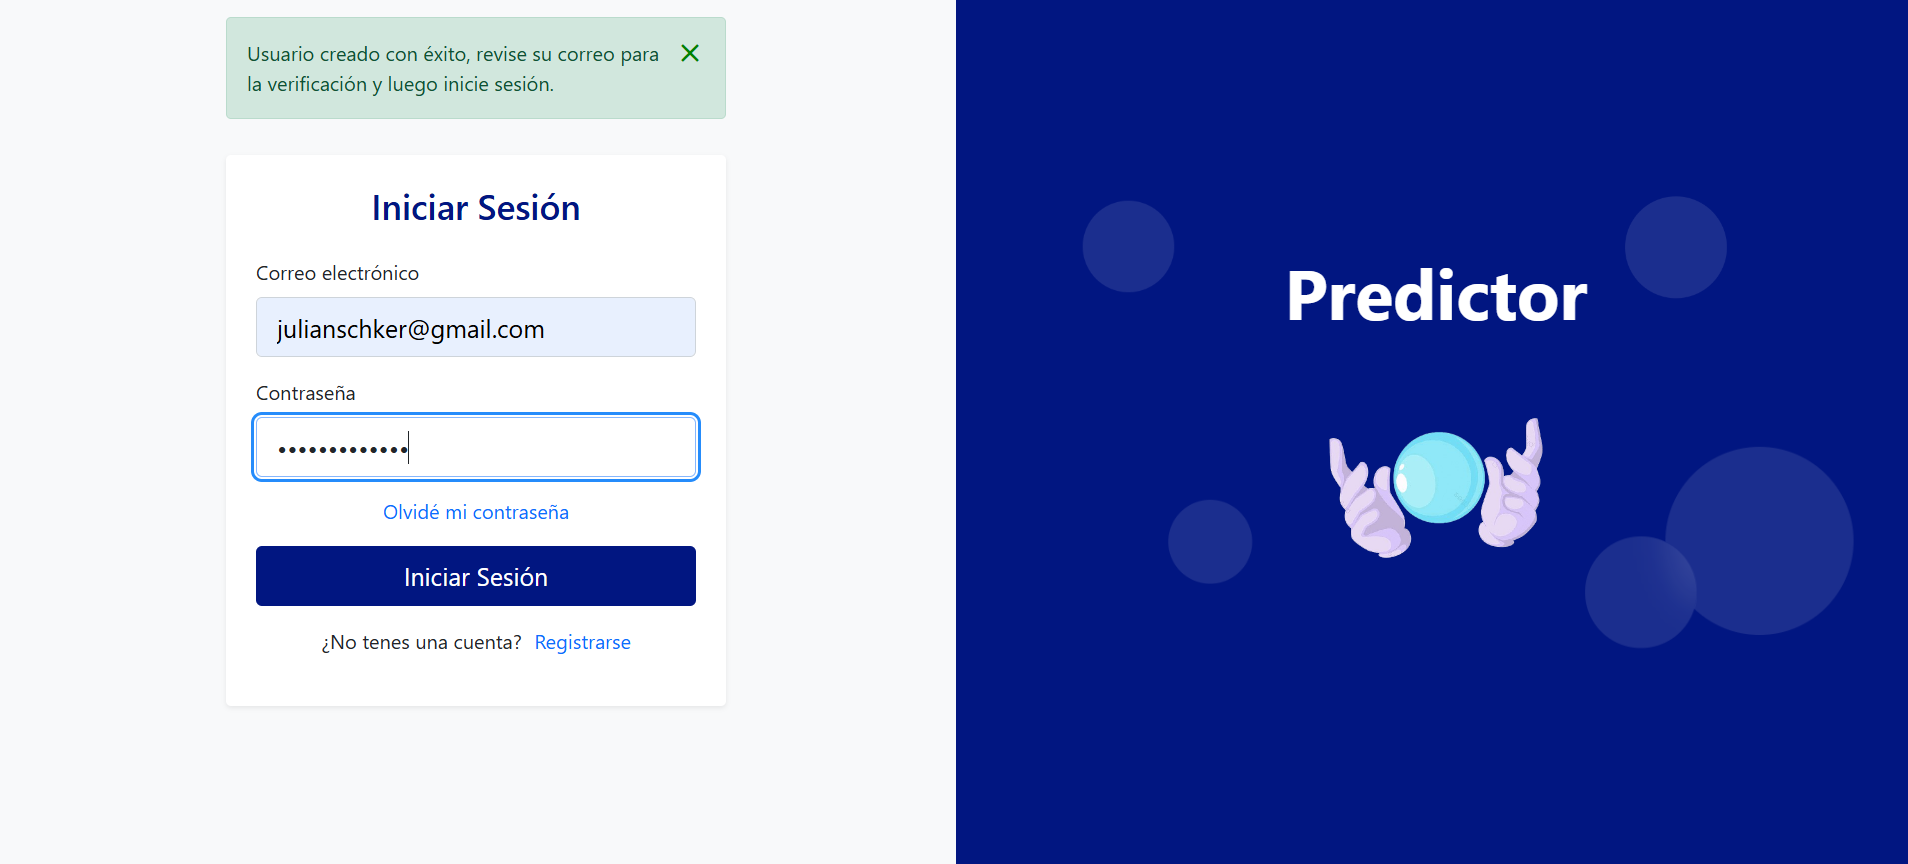 Usuario creado con éxito, revise su correo para
la verificación y luego inicie sesión.
Iniciar Sesión
Correo electrónico
julianschker@gmail.com
Contraseña
•••••••••••••
Olvidé mi contraseña
Iniciar Sesión
¿No tenes una cuenta? Registrarse
Predictor